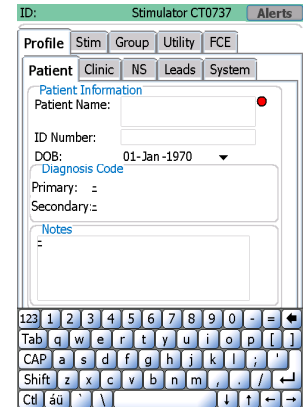 ID: Stimulator CT0737 Alerts
Profile Stim Group Utility FCE
Patient Clinic NS Leads System
Patient Information
Patient Name:
ID Number:
DOB: 01-Jan-1970
Diagnosis Code
Primary: -
Secondary:-
Notes
-
123 1 2 3 4 5 6 7 8 9 0 - = 🡸
Tab q w e r t y u i o p [ ]
CAP a s d f g h j k l ; '
Shift z x c v b n m , . / ↵
Ctl áü ` \ ↓ ↑ ← →